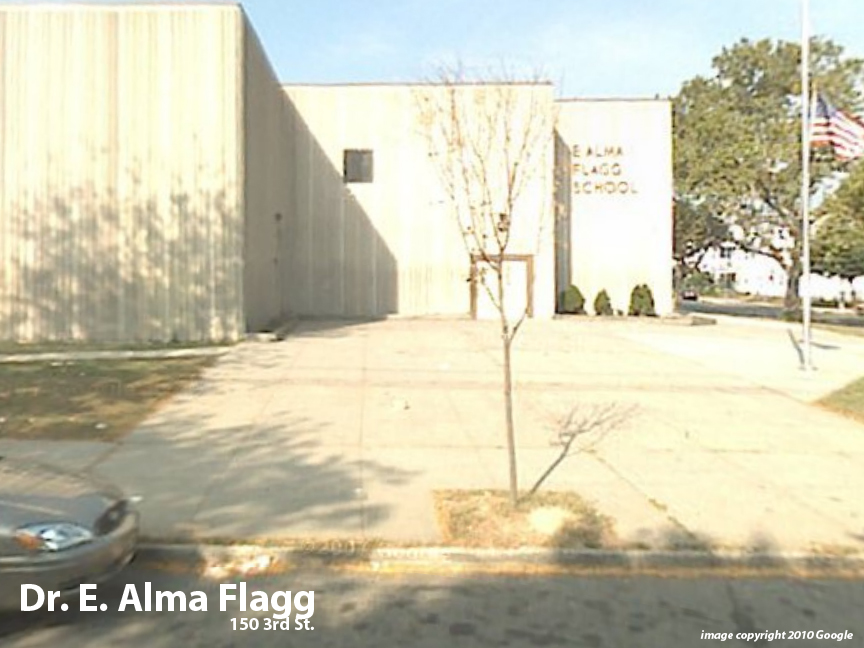 E. ALMA
FLAGG
SCHOOL
Dr. E. Alma Flagg
150 3rd St.
image copyright 2010 Google